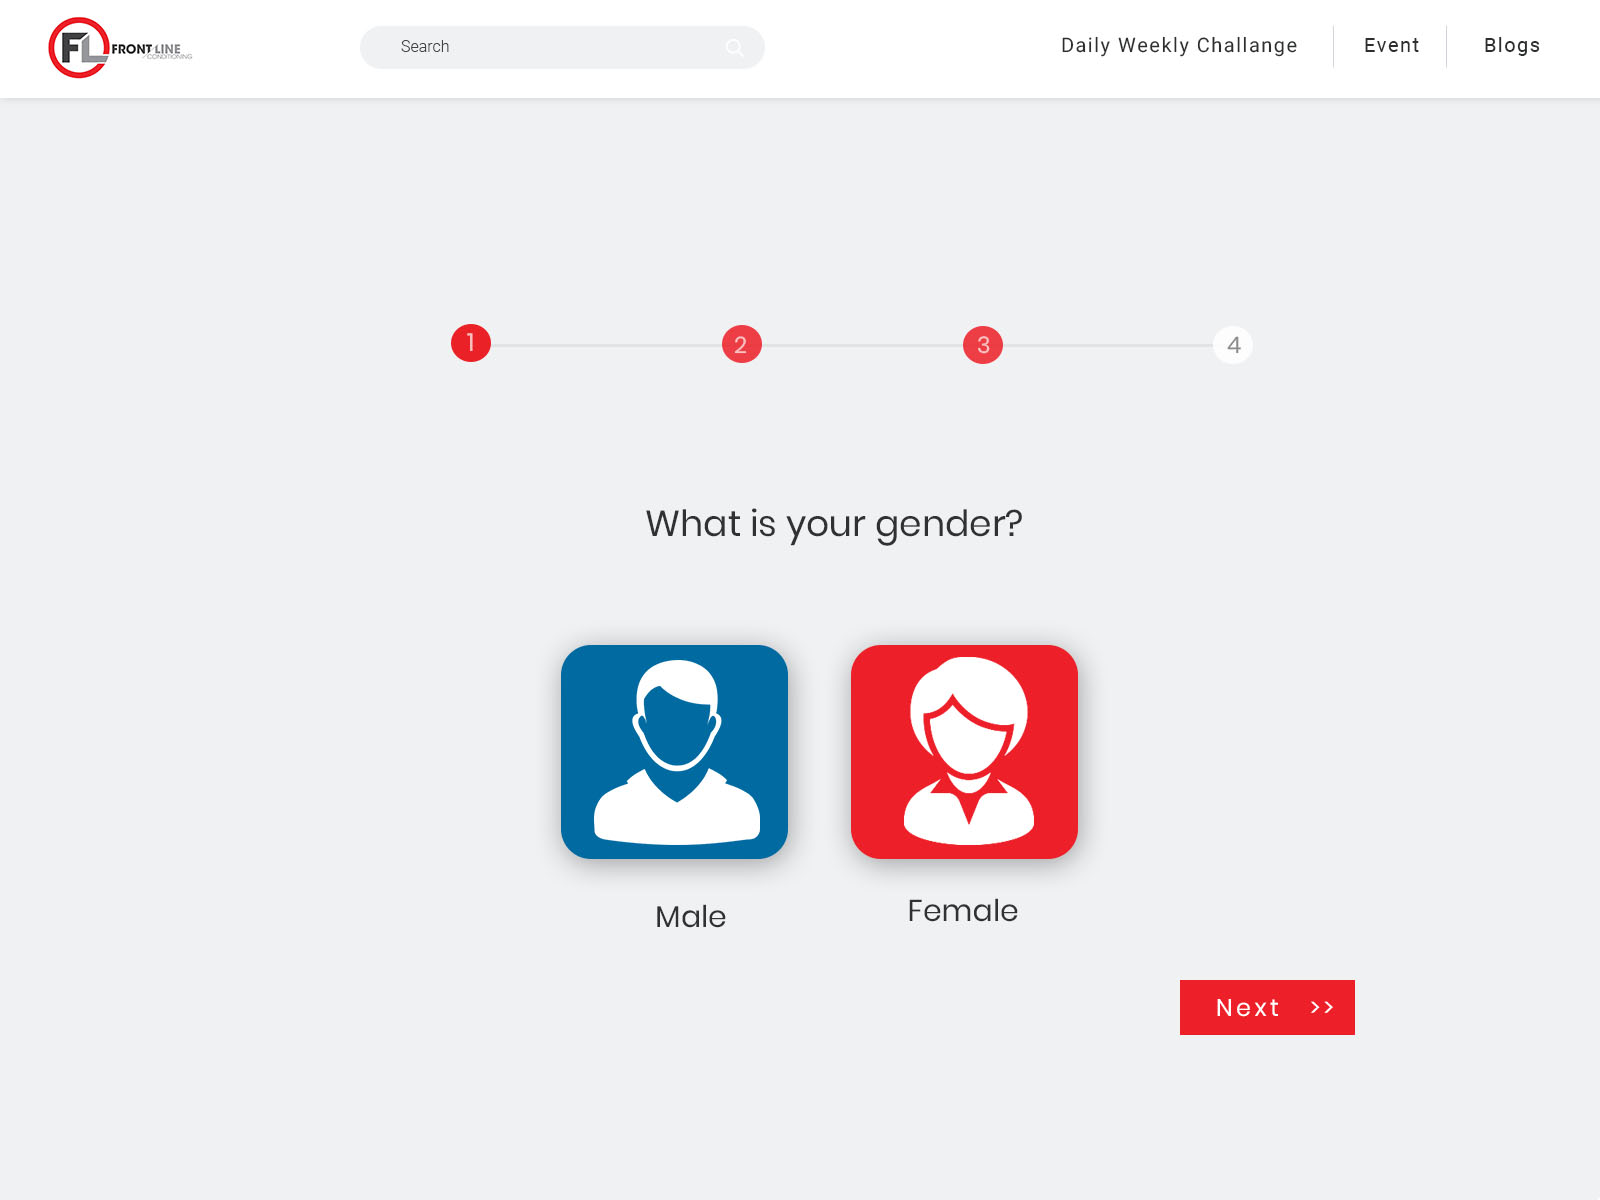 FL FRONT LINE
CONDITIONING
Search
Daily Weekly Challange
Event
Blogs
1
2
3
4
What is your gender?
Male
Female
Next >>